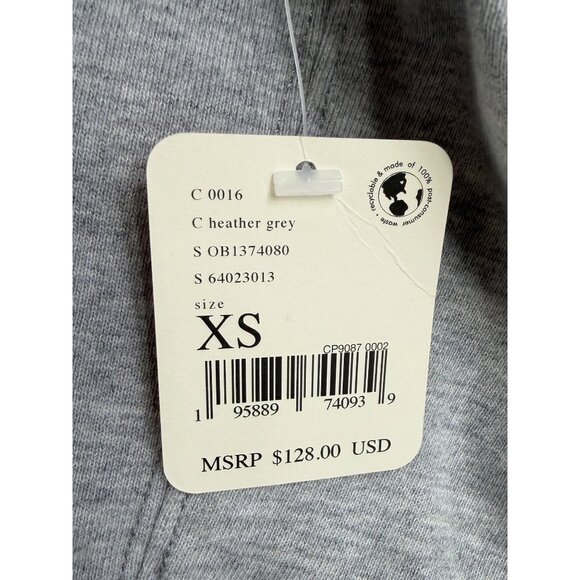 recyclable & made of 100% post-consumer waste •
C 0016
C heather grey
S OB1374080
S 64023013
size
XS
CP9087 0002
1 95889 74093 9
MSRP $128.00 USD